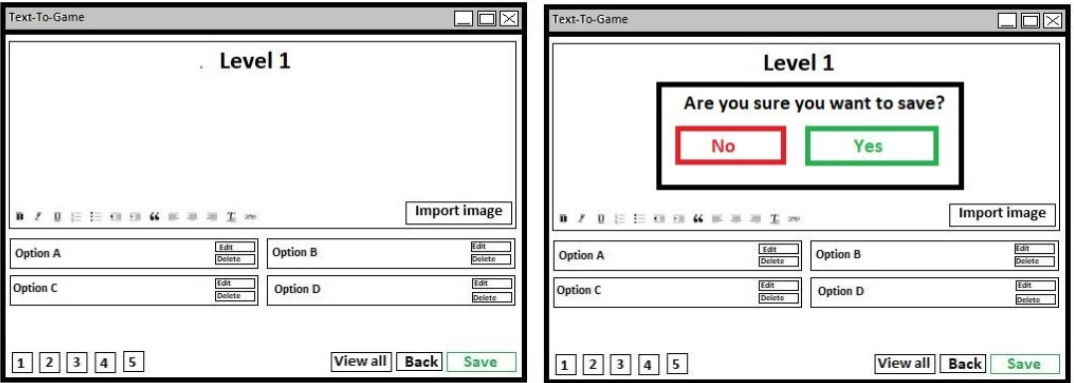 Text-To-Game
Level 1
B I U
Import image
Option A
Edit
Delete
Option B
Edit
Delete
Option C
Edit
Delete
Option D
Edit
Delete
1 2 3 4 5
View all Back Save
Text-To-Game
Level 1
Are you sure you want to save?
No Yes
B I U
Import image
Option A
Edit
Delete
Option B
Edit
Delete
Option C
Edit
Delete
Option D
Edit
Delete
1 2 3 4 5
View all Back Save